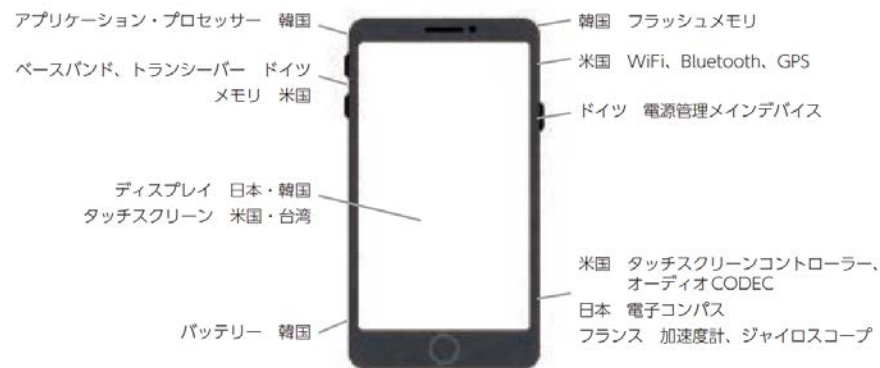 アプリケーション・プロセッサー　韓国
ベースバンド、トランシーバー　ドイツ
メモリ　米国
ディスプレイ　日本・韓国
タッチスクリーン　米国・台湾
バッテリー　韓国
韓国　フラッシュメモリ
米国　WiFi、Bluetooth、GPS
ドイツ　電源管理メインデバイス
米国　タッチスクリーンコントローラー、
オーディオCODEC
日本　電子コンパス
フランス　加速度計、ジャイロスコープ